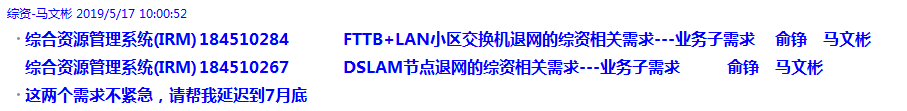 综资-马文彬 2019/5/17 10:00:52
·综合资源管理系统(IRM) 184510284 FTTB+LAN小区交换机退网的综资相关需求---业务子需求 俞铮 马文彬
综合资源管理系统(IRM) 184510267 DSLAM节点退网的综资相关需求---业务子需求 俞铮 马文彬
·这两个需求不紧急，请帮我延迟到7月底